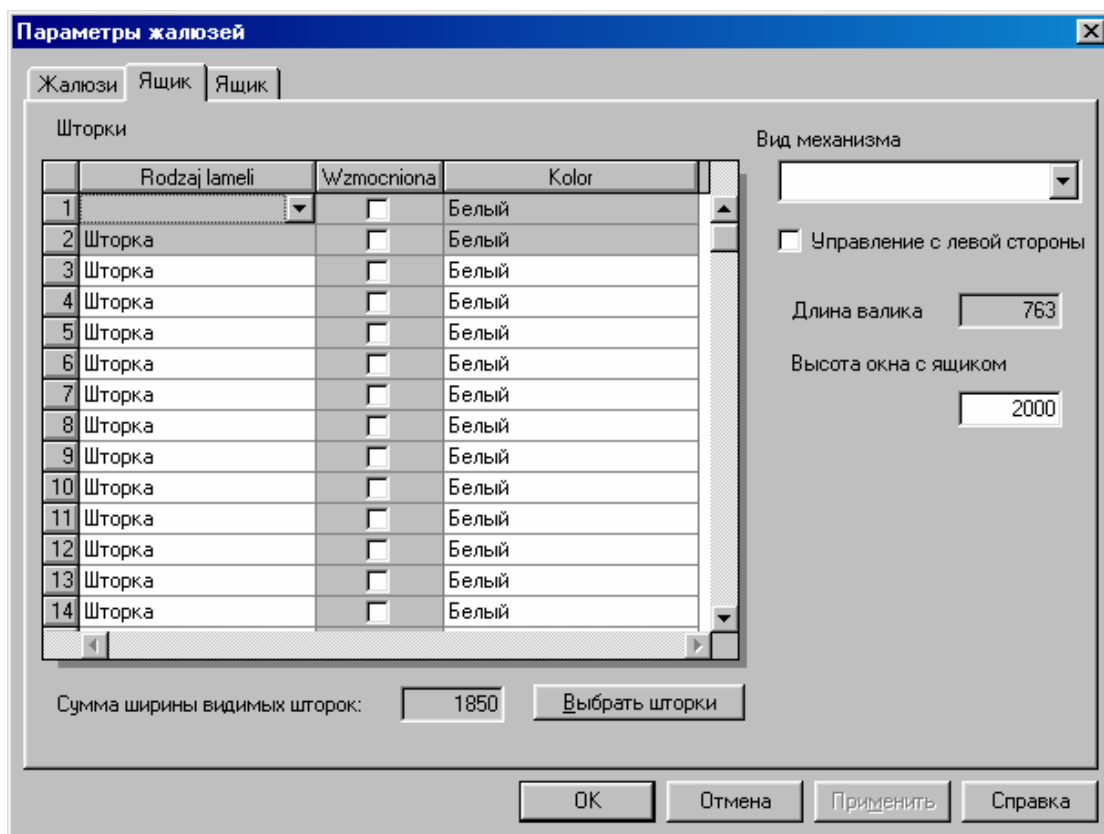 Параметры жалюзей
Жалюзи Ящик Ящик
Шторки
Вид механизма
Rodzaj lameli Wzmocniona Kolor
1 Белый
2 Шторка Белый
Управление с левой стороны
3 Шторка Белый
4 Шторка Белый
Длина валика 763
5 Шторка Белый
6 Шторка Белый
Высота окна с ящиком
7 Шторка Белый
8 Шторка Белый
2000
9 Шторка Белый
10 Шторка Белый
11 Шторка Белый
12 Шторка Белый
13 Шторка Белый
14 Шторка Белый
Сумма ширины видимых шторок: 1850 Выбрать шторки
OK Отмена Применить Справка